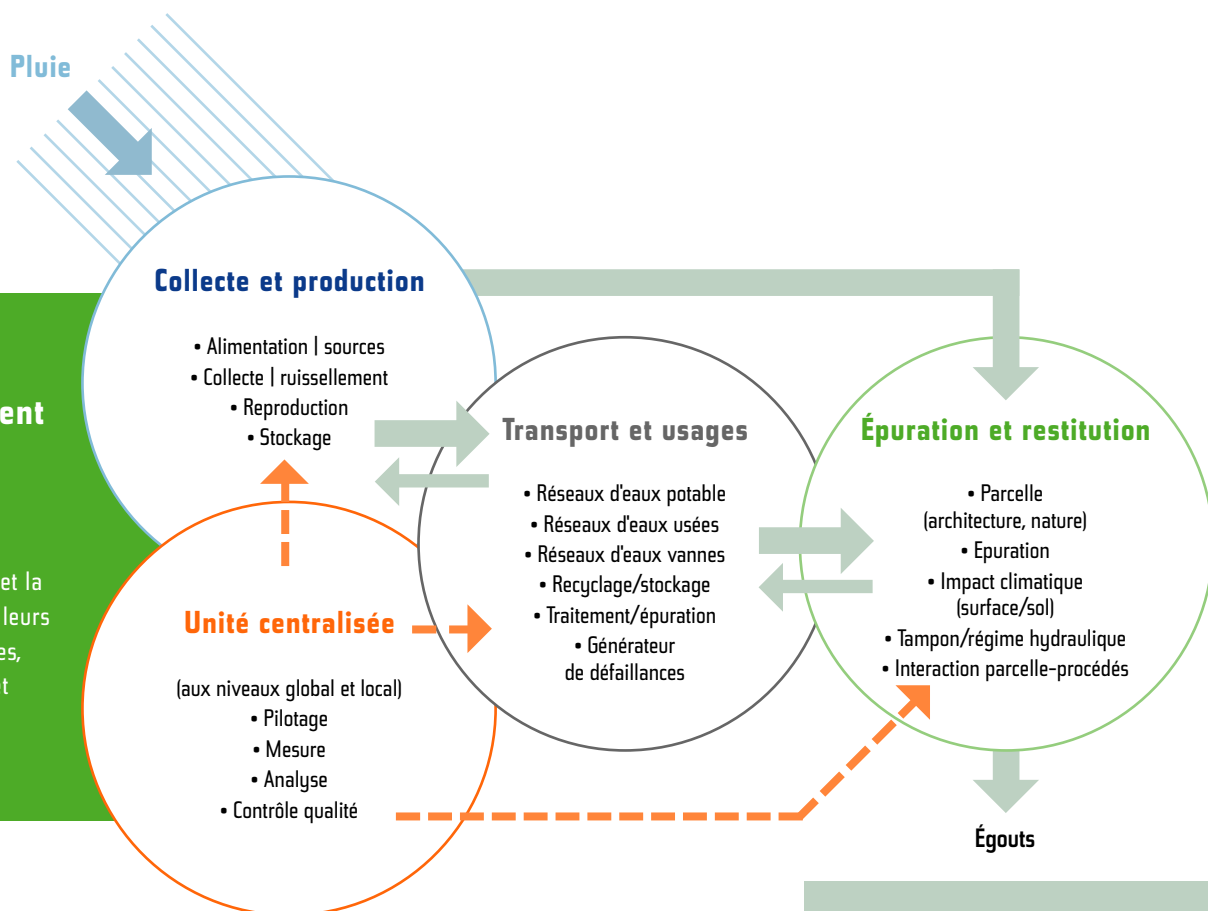 Pluie
Collecte et production
• Alimentation | sources
• Collecte | ruissellement
• Reproduction
• Stockage
ent
et la
leurs
es,
et
Unité centralisée
(aux niveaux global et local)
• Pilotage
• Mesure
• Analyse
• Contrôle qualité
Transport et usages
• Réseaux d'eaux potable
• Réseaux d'eaux usées
• Réseaux d'eaux vannes
• Recyclage/stockage
• Traitement/épuration
• Générateur
de défaillances
Épuration et restitution
• Parcelle
(architecture, nature)
• Epuration
• Impact climatique
(surface/sol)
• Tampon/régime hydraulique
• Interaction parcelle-procédés
Égouts